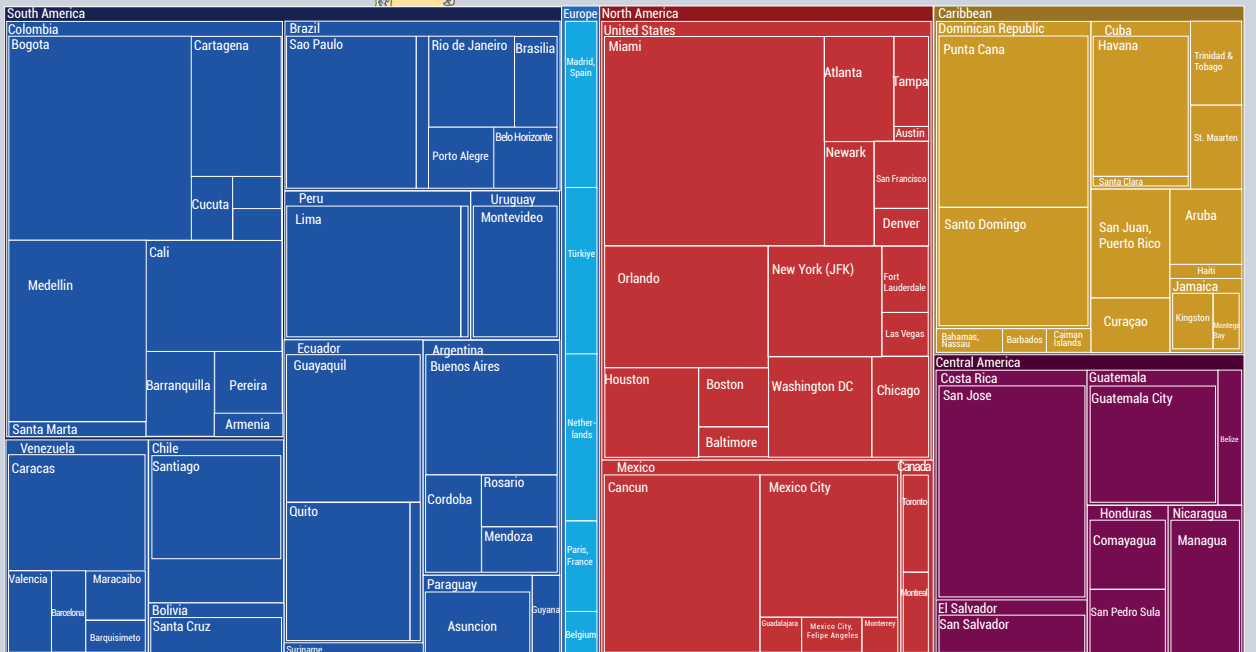 South America
Colombia
Bogota
Cartagena
Cucuta
Medellin
Cali
Barranquilla
Pereira
Armenia
Santa Marta
Brazil
Sao Paulo
Rio de Janeiro
Brasilia
Porto Alegre
Belo Horizonte
Peru
Lima
Uruguay
Montevideo
Ecuador
Guayaquil
Quito
Argentina
Buenos Aires
Cordoba
Rosario
Mendoza
Venezuela
Caracas
Valencia
Barcelona
Maracaibo
Barquisimeto
Chile
Santiago
Bolivia
Santa Cruz
Paraguay
Asuncion
Guyana
Suriname
Europe
Madrid,
Spain
Türkiye
Nether-
lands
Paris,
France
Belgium
North America
United States
Miami
Atlanta
Tampa
Austin
Newark
San Francisco
Denver
Orlando
New York (JFK)
Fort
Lauderdale
Las Vegas
Houston
Boston
Baltimore
Washington DC
Chicago
Mexico
Cancun
Mexico City
Guadalajara
Mexico City,
Felipe Angeles
Monterrey
Canada
Toronto
Montreal
Caribbean
Dominican Republic
Punta Cana
Santo Domingo
Cuba
Havana
Santa Clara
Trinidad &
Tobago
St. Maarten
San Juan,
Puerto Rico
Aruba
Haiti
Jamaica
Kingston
Montego
Bay
Curaçao
Bahamas,
Nassau
Barbados
Caiman
Islands
Central America
Costa Rica
San Jose
Guatemala
Guatemala City
Belize
Honduras
Comayagua
San Pedro Sula
Nicaragua
Managua
El Salvador
San Salvador